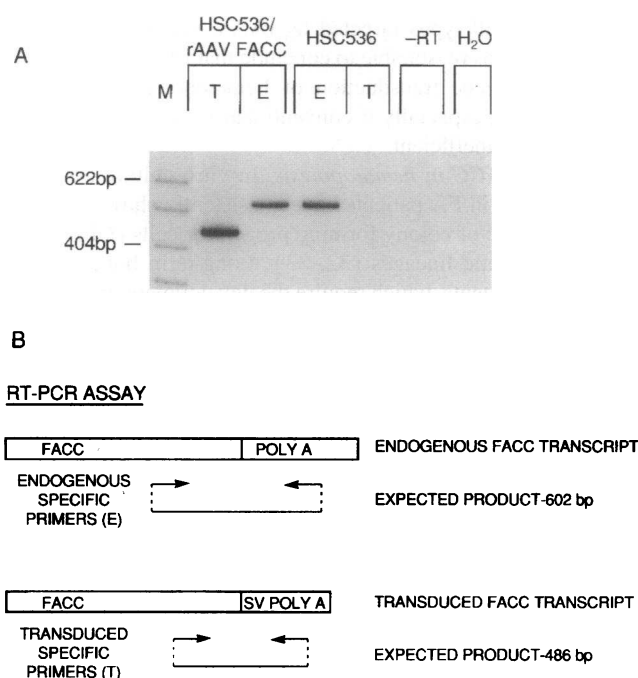 A
HSC536/
rAAV FACC
HSC536
–RT
H₂O
M
T
E
E
T
622bp –
404bp –
B
RT-PCR ASSAY
FACC
POLY A
ENDOGENOUS FACC TRANSCRIPT
ENDOGENOUS
SPECIFIC
PRIMERS (E)
EXPECTED PRODUCT-602 bp
FACC
SV POLY A
TRANSDUCED FACC TRANSCRIPT
TRANSDUCED
SPECIFIC
PRIMERS (T)
EXPECTED PRODUCT-486 bp